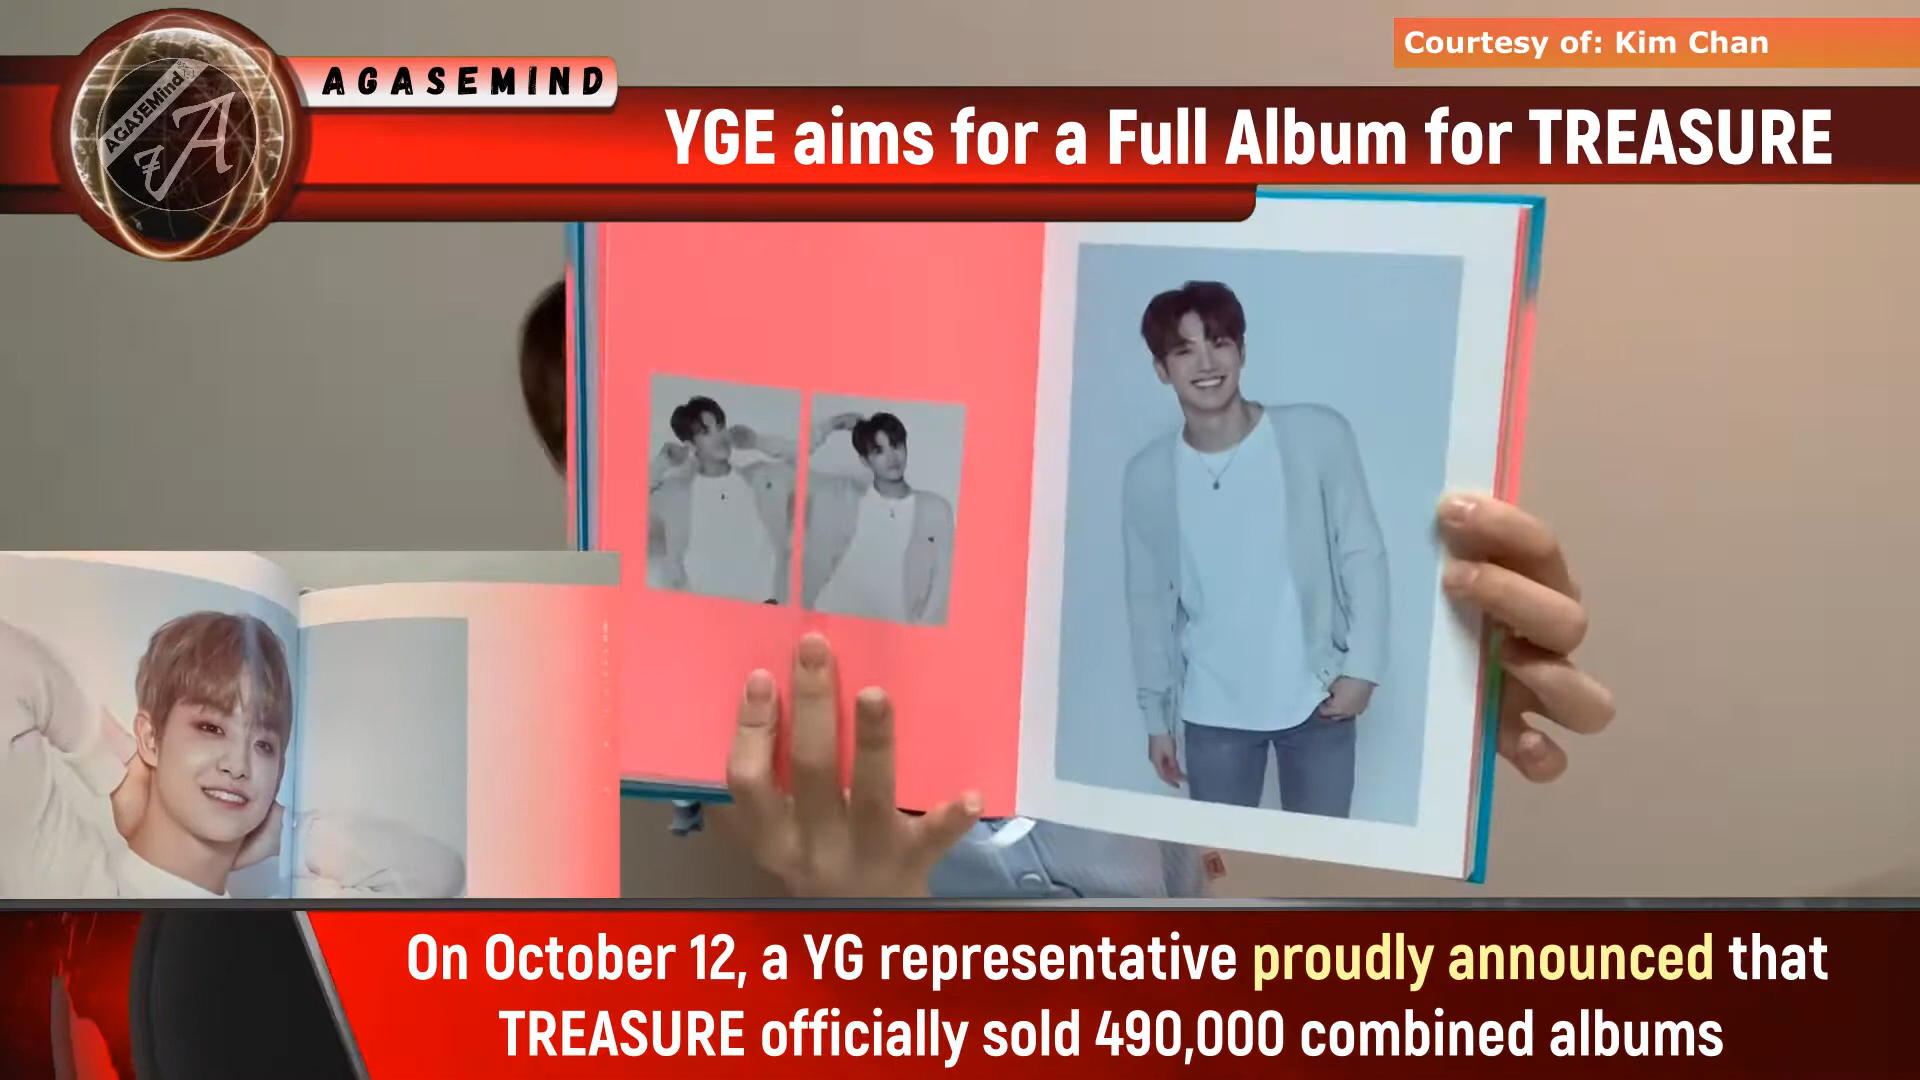 Courtesy of: Kim Chan
AGASEMIND
AGASEMind
A
YGE aims for a Full Album for TREASURE
On October 12, a YG representative proudly announced that
TREASURE officially sold 490,000 combined albums